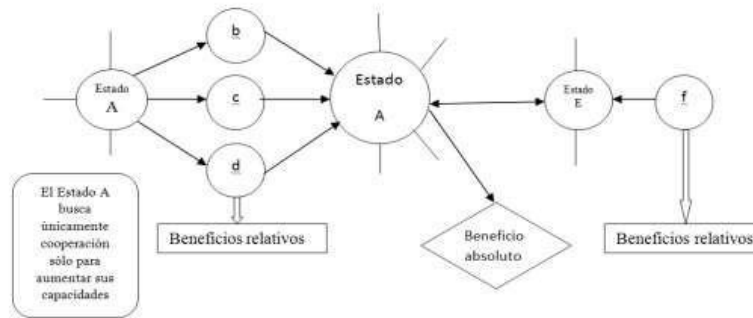 b
Estado
A
c
d
Estado
A
Estado
E
f
El Estado A
busca
únicamente
cooperación
sólo para
aumentar sus
capacidades
Beneficios relativos
Beneficio
absoluto
Beneficios relativos